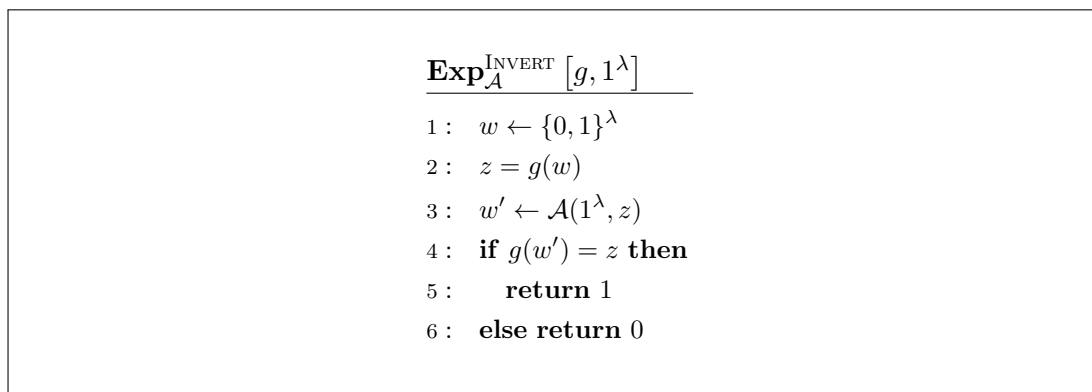 Exp_𝒜^INVERT [g, 1^λ]
1 : w ← {0, 1}^λ
2 : z = g(w)
3 : w′ ← 𝒜(1^λ, z)
4 : if g(w′) = z then
5 : return 1
6 : else return 0